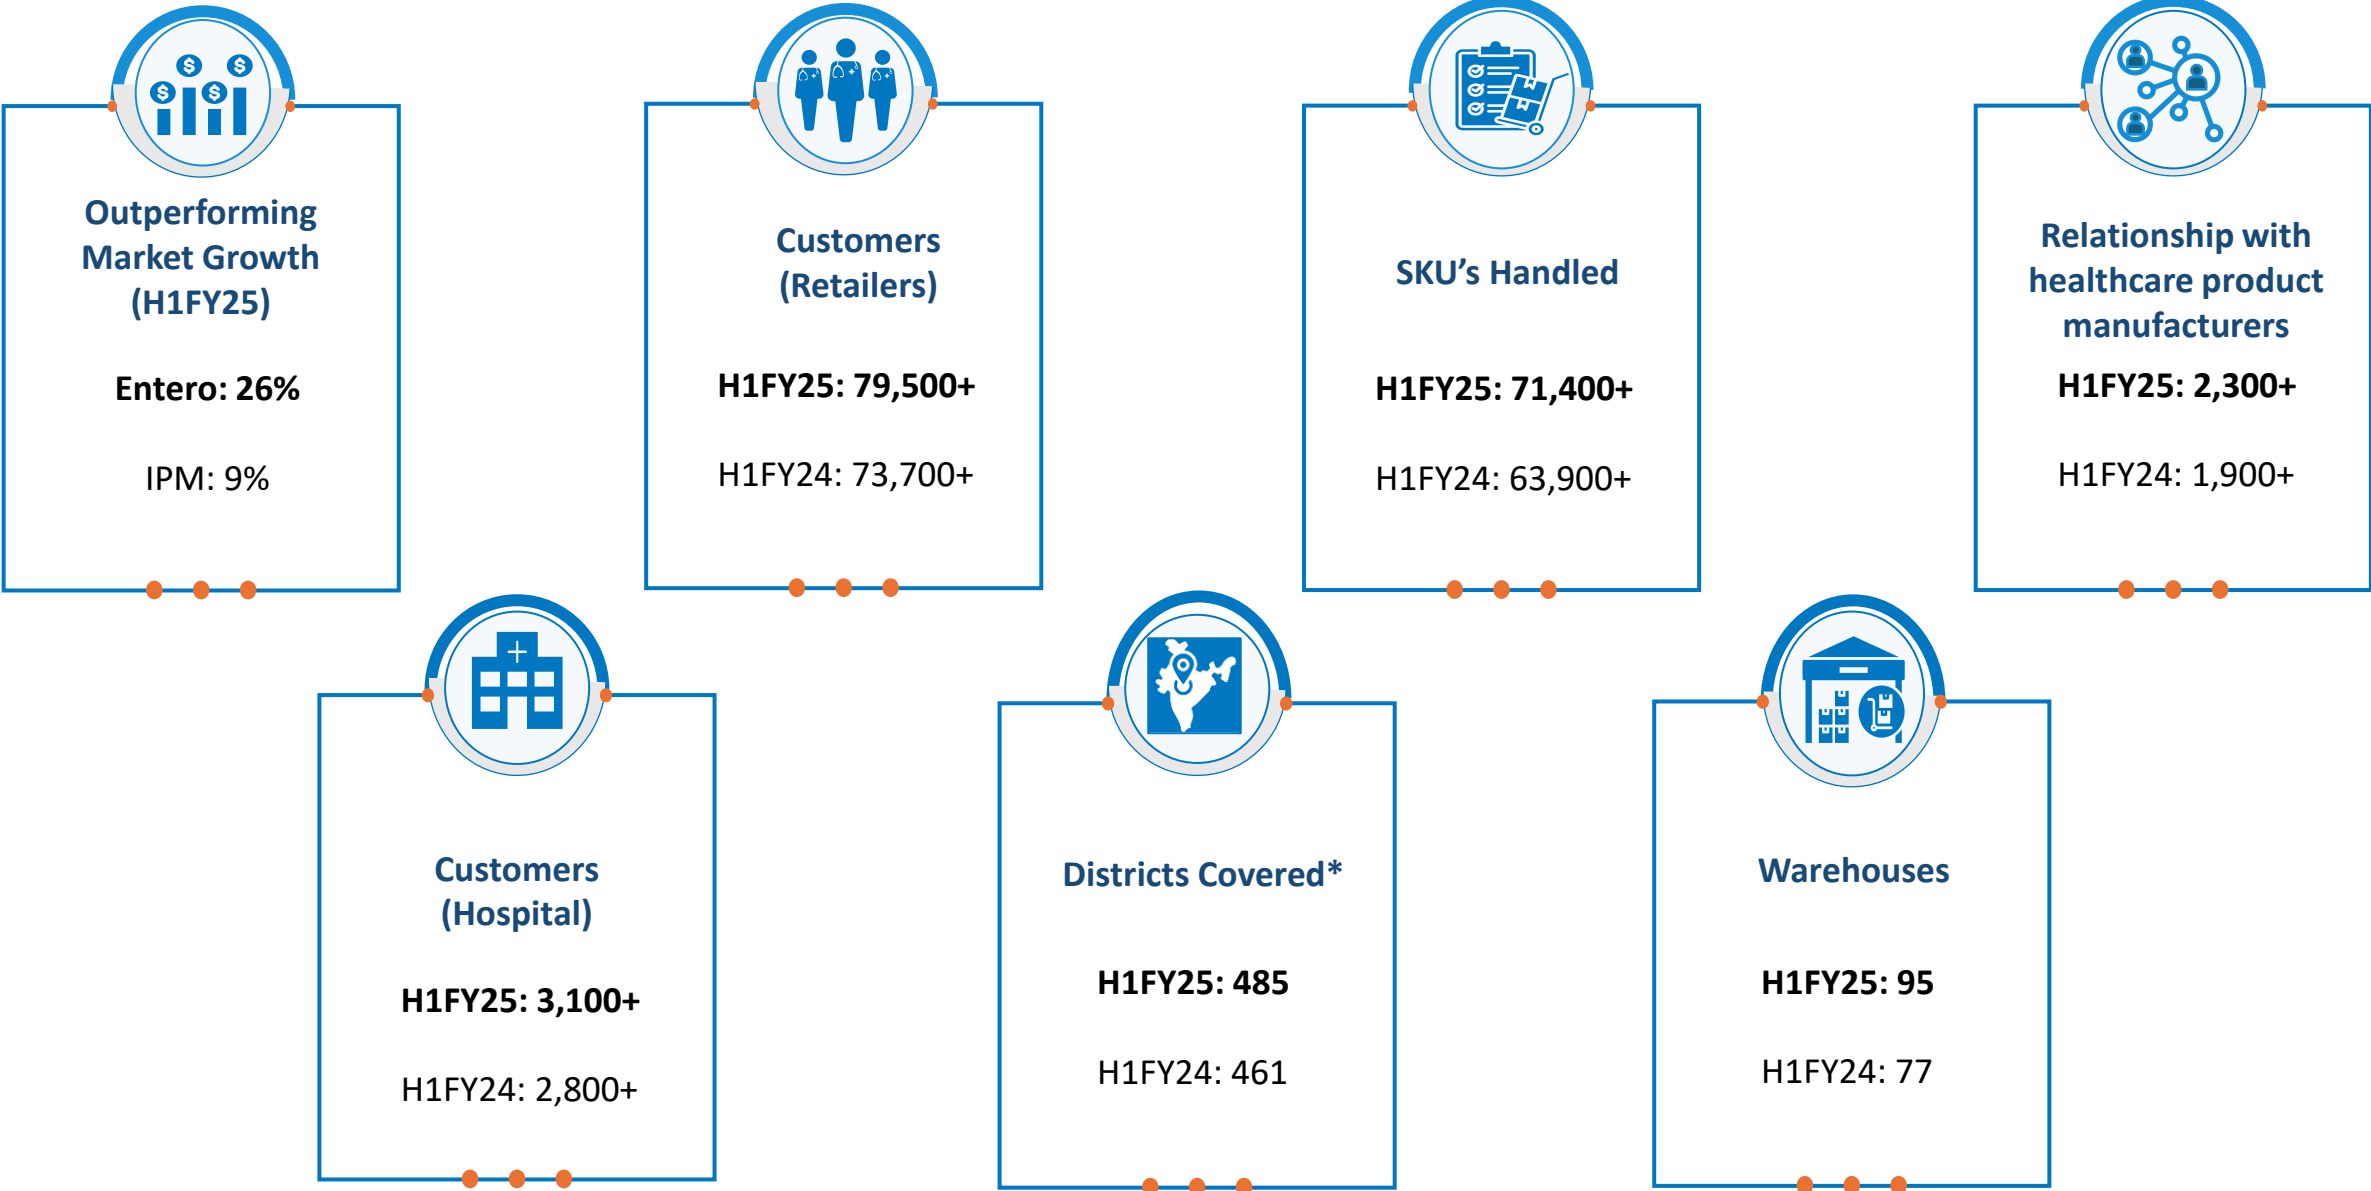 Outperforming
Market Growth
(H1FY25)
Entero: 26%
IPM: 9%
Customers
(Retailers)
H1FY25: 79,500+
H1FY24: 73,700+
SKU’s Handled
H1FY25: 71,400+
H1FY24: 63,900+
Relationship with
healthcare product
manufacturers
H1FY25: 2,300+
H1FY24: 1,900+
Customers
(Hospital)
H1FY25: 3,100+
H1FY24: 2,800+
Districts Covered*
H1FY25: 485
H1FY24: 461
Warehouses
H1FY25: 95
H1FY24: 77